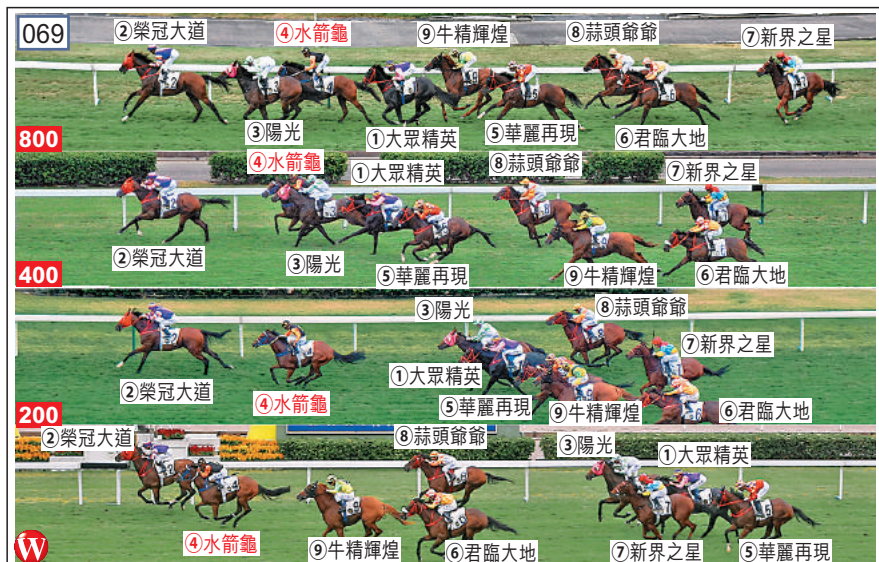 069
②榮冠大道 ④水箭龜 ⑨牛精輝煌 ⑧蒜頭爺爺 ⑦新界之星
800 ③陽光 ①大眾精英 ⑤華麗再現 ⑥君臨大地
④水箭龜 ①大眾精英 ⑧蒜頭爺爺 ⑦新界之星
400 ②榮冠大道 ③陽光 ⑤華麗再現 ⑨牛精輝煌 ⑥君臨大地
③陽光 ⑧蒜頭爺爺
⑦新界之星
①大眾精英
200 ②榮冠大道 ④水箭龜 ⑤華麗再現 ⑨牛精輝煌 ⑥君臨大地
②榮冠大道 ⑧蒜頭爺爺 ③陽光 ①大眾精英
W ④水箭龜 ⑨牛精輝煌 ⑥君臨大地 ⑦新界之星 ⑤華麗再現